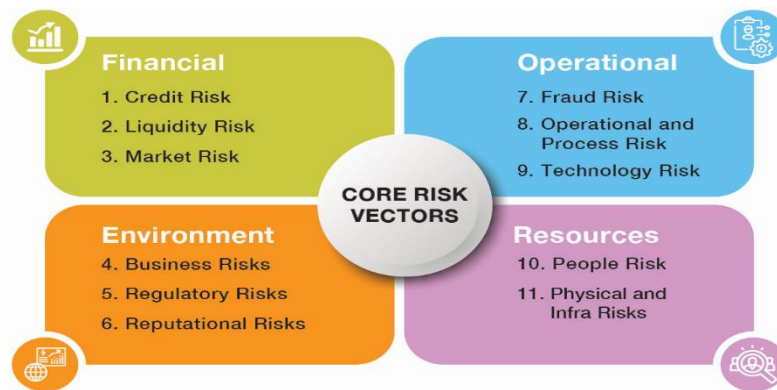 Financial
1. Credit Risk
2. Liquidity Risk
3. Market Risk
Operational
7. Fraud Risk
8. Operational and
Process Risk
9. Technology Risk
CORE RISK
VECTORS
Environment
4. Business Risks
5. Regulatory Risks
6. Reputational Risks
Resources
10. People Risk
11. Physical and
Infra Risks